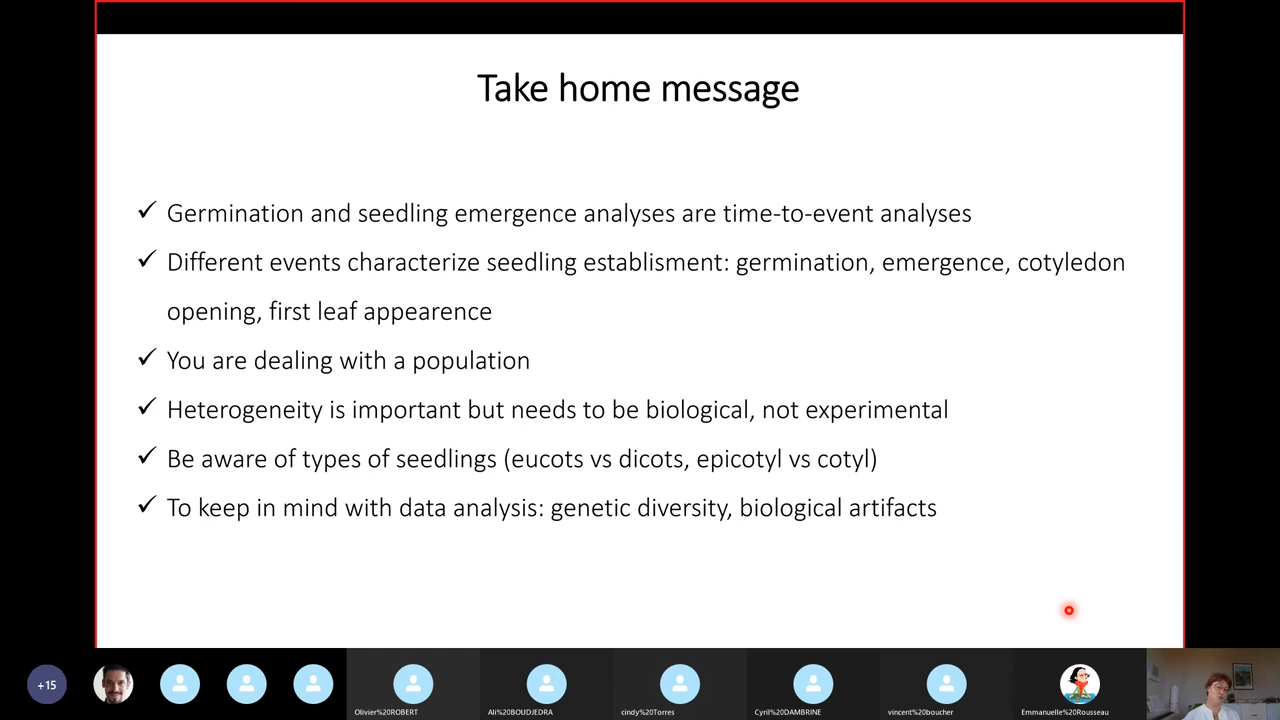 Take home message
✓ Germination and seedling emergence analyses are time-to-event analyses
✓ Different events characterize seedling establisment: germination, emergence, cotyledon
opening, first leaf appearence
✓ You are dealing with a population
✓ Heterogeneity is important but needs to be biological, not experimental
✓ Be aware of types of seedlings (eucots vs dicots, epicotyl vs cotyl)
✓ To keep in mind with data analysis: genetic diversity, biological artifacts
+15
Olivier%20ROBERT
Ali%20BOUDJEDRA
cindy%20Torres
Cyril%20DAMBRINE
vincent%20boucher
Emmanuelle%20Rousseau